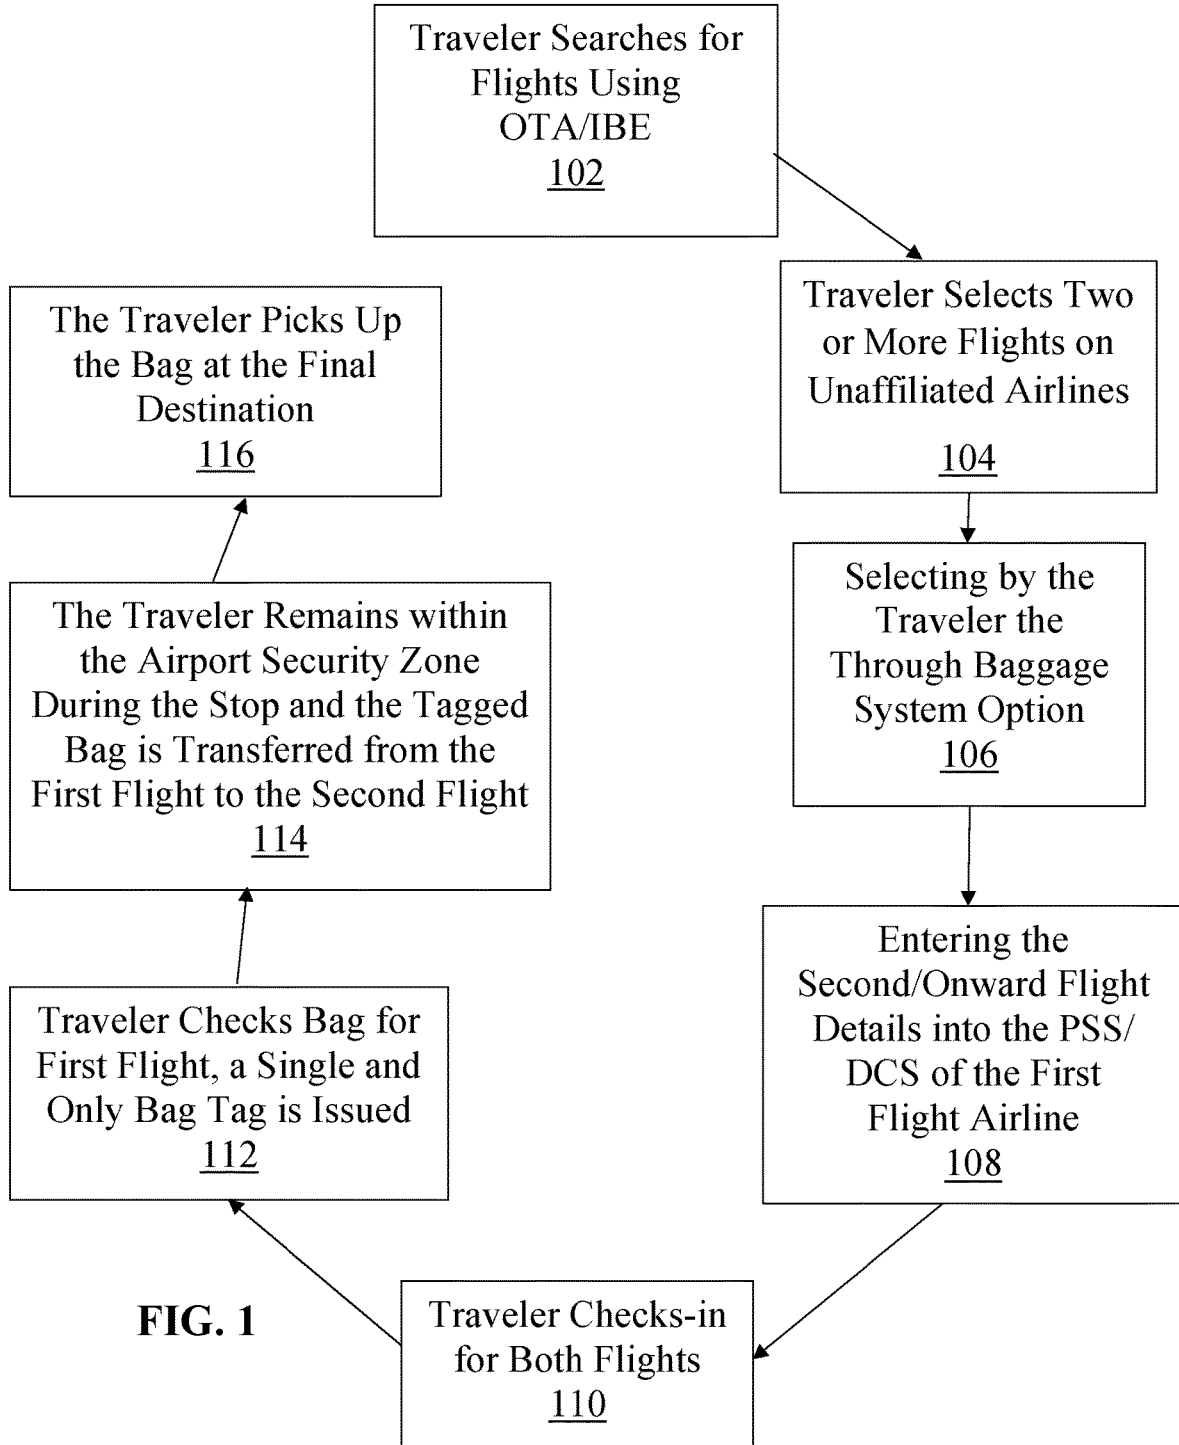 Traveler Searches for
Flights Using
OTA/IBE
102
Traveler Selects Two
or More Flights on
Unaffiliated Airlines
104
Selecting by the
Traveler the
Through Baggage
System Option
106
Entering the
Second/Onward Flight
Details into the PSS/
DCS of the First
Flight Airline
108
Traveler Checks-in
for Both Flights
110
Traveler Checks Bag for
First Flight, a Single and
Only Bag Tag is Issued
112
The Traveler Remains within
the Airport Security Zone
During the Stop and the Tagged
Bag is Transferred from the
First Flight to the Second Flight
114
The Traveler Picks Up
the Bag at the Final
Destination
116
FIG. 1